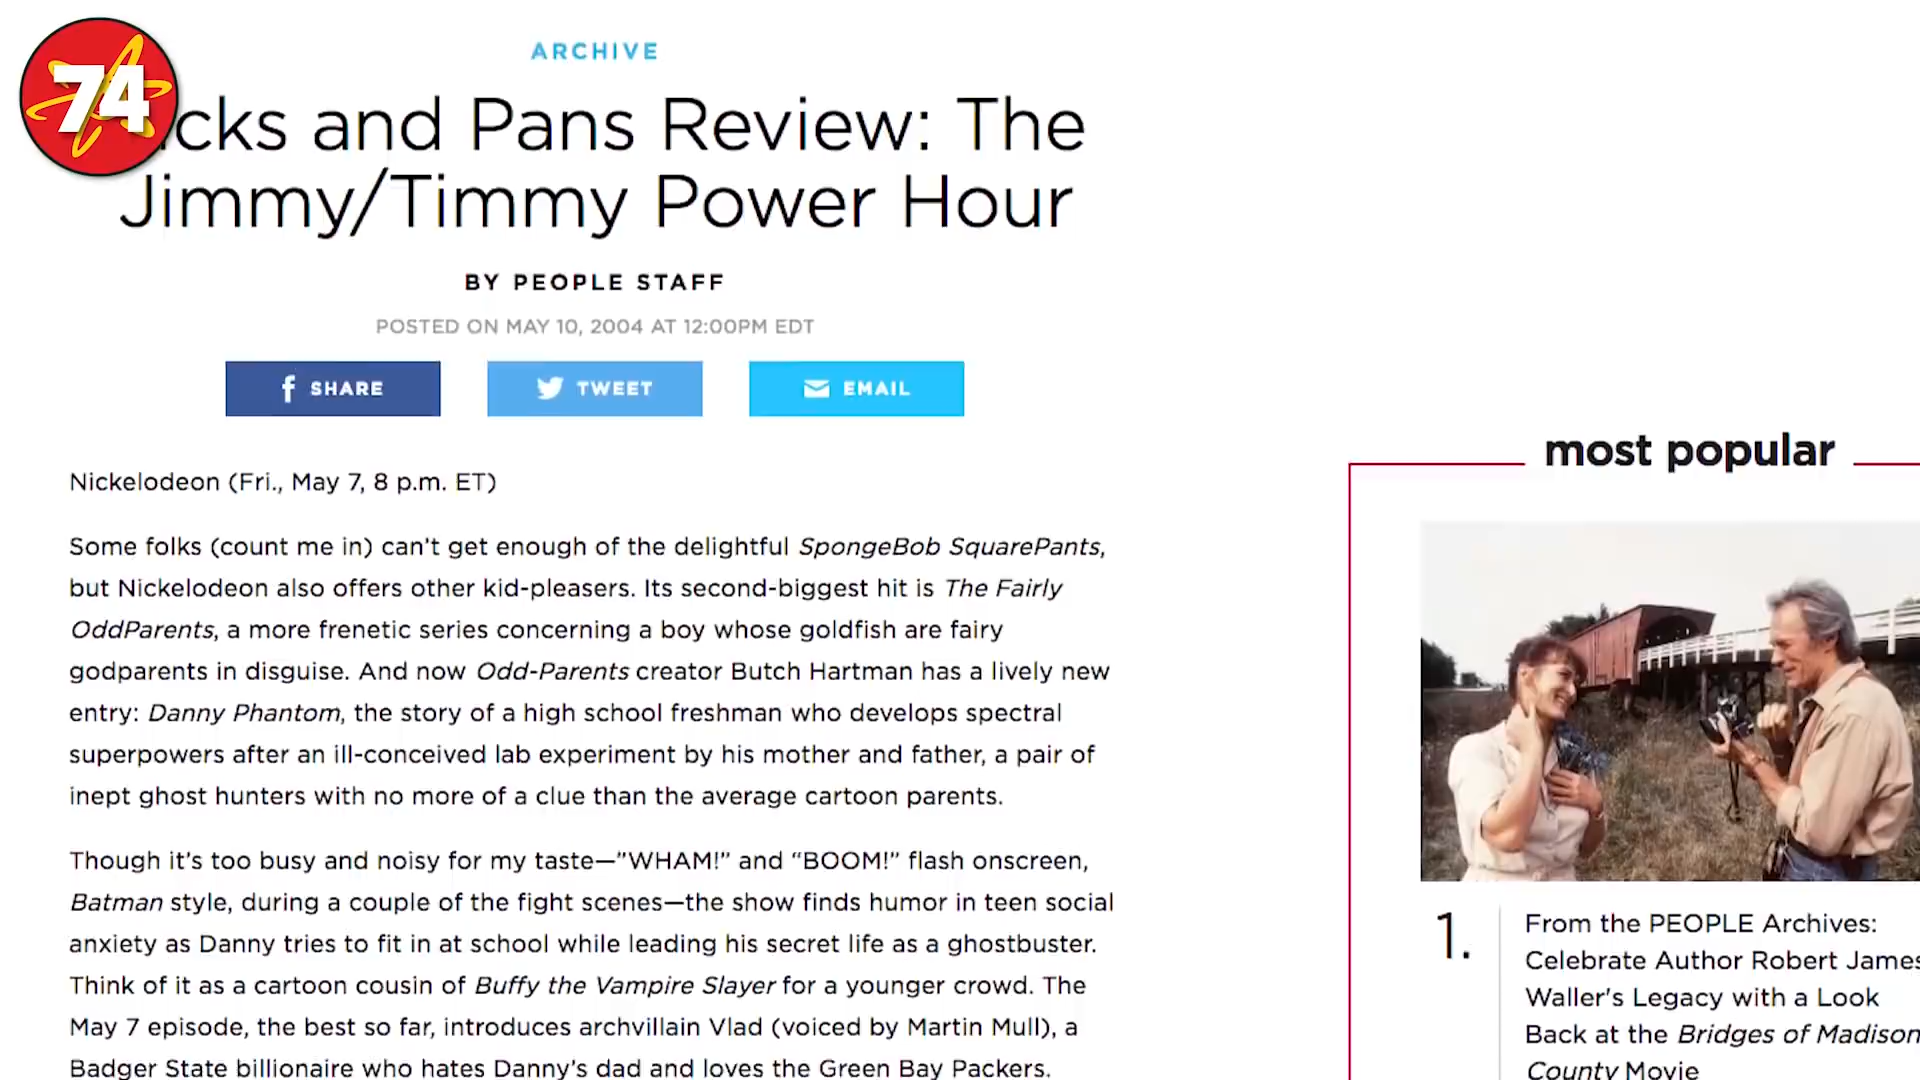 ARCHIVE
74
cks and Pans Review: The
Jimmy/Timmy Power Hour
BY PEOPLE STAFF
POSTED ON MAY 10, 2004 AT 12:00PM EDT
f SHARE
TWEET
EMAIL
Nickelodeon (Fri., May 7, 8 p.m. ET)
Some folks (count me in) can't get enough of the delightful SpongeBob SquarePants,
but Nickelodeon also offers other kid-pleasers. Its second-biggest hit is The Fairly
OddParents, a more frenetic series concerning a boy whose goldfish are fairy
godparents in disguise. And now Odd-Parents creator Butch Hartman has a lively new
entry: Danny Phantom, the story of a high school freshman who develops spectral
superpowers after an ill-conceived lab experiment by his mother and father, a pair of
inept ghost hunters with no more of a clue than the average cartoon parents.
Though it's too busy and noisy for my taste—”WHAM!” and “BOOM!” flash onscreen,
Batman style, during a couple of the fight scenes—the show finds humor in teen social
anxiety as Danny tries to fit in at school while leading his secret life as a ghostbuster.
Think of it as a cartoon cousin of Buffy the Vampire Slayer for a younger crowd. The
May 7 episode, the best so far, introduces archvillain Vlad (voiced by Martin Mull), a
Badger State billionaire who hates Danny's dad and loves the Green Bay Packers.
most popular
1.
From the PEOPLE Archives:
Celebrate Author Robert James
Waller's Legacy with a Look
Back at the Bridges of Madison
County Movie